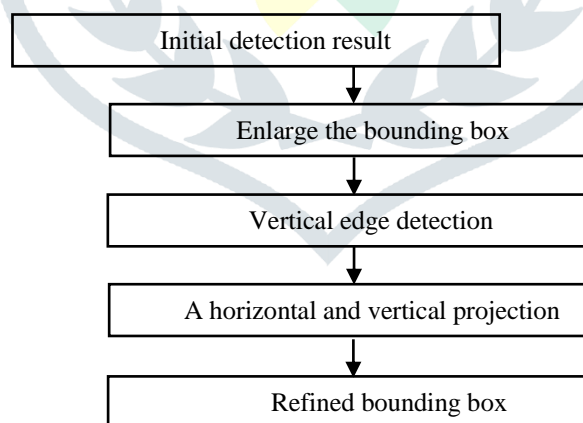 Initial detection result
Enlarge the bounding box
Vertical edge detection
A horizontal and vertical projection
Refined bounding box